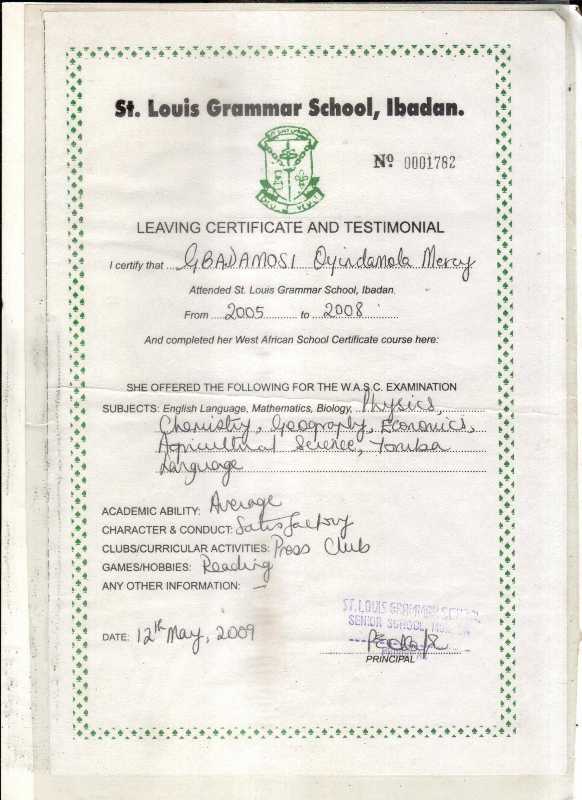 St. Louis Grammar School, Ibadan.
DEI VERUM
No 0001782
LEAVING CERTIFICATE AND TESTIMONIAL
I certify that GBADAMOSI Oyindamola Mercy
Attended St. Louis Grammar School, Ibadan.
From 2005 to 2008
And completed her West African School Certificate course here:
SHE OFFERED THE FOLLOWING FOR THE W.A.S.C. EXAMINATION
SUBJECTS: English Language, Mathematics, Biology, Physics,
Chemistry, Geography, Economics,
Agricultural Science, Yoruba
Language
ACADEMIC ABILITY: Average
CHARACTER & CONDUCT: Satisfactory
CLUBS/CURRICULAR ACTIVITIES: Press Club
GAMES/HOBBIES: Reading
ANY OTHER INFORMATION: –
ST. LOUIS GRAMMAR SCHOOL
SENIOR SCHOOL
DATE: 12th May, 2009
PRINCIPAL